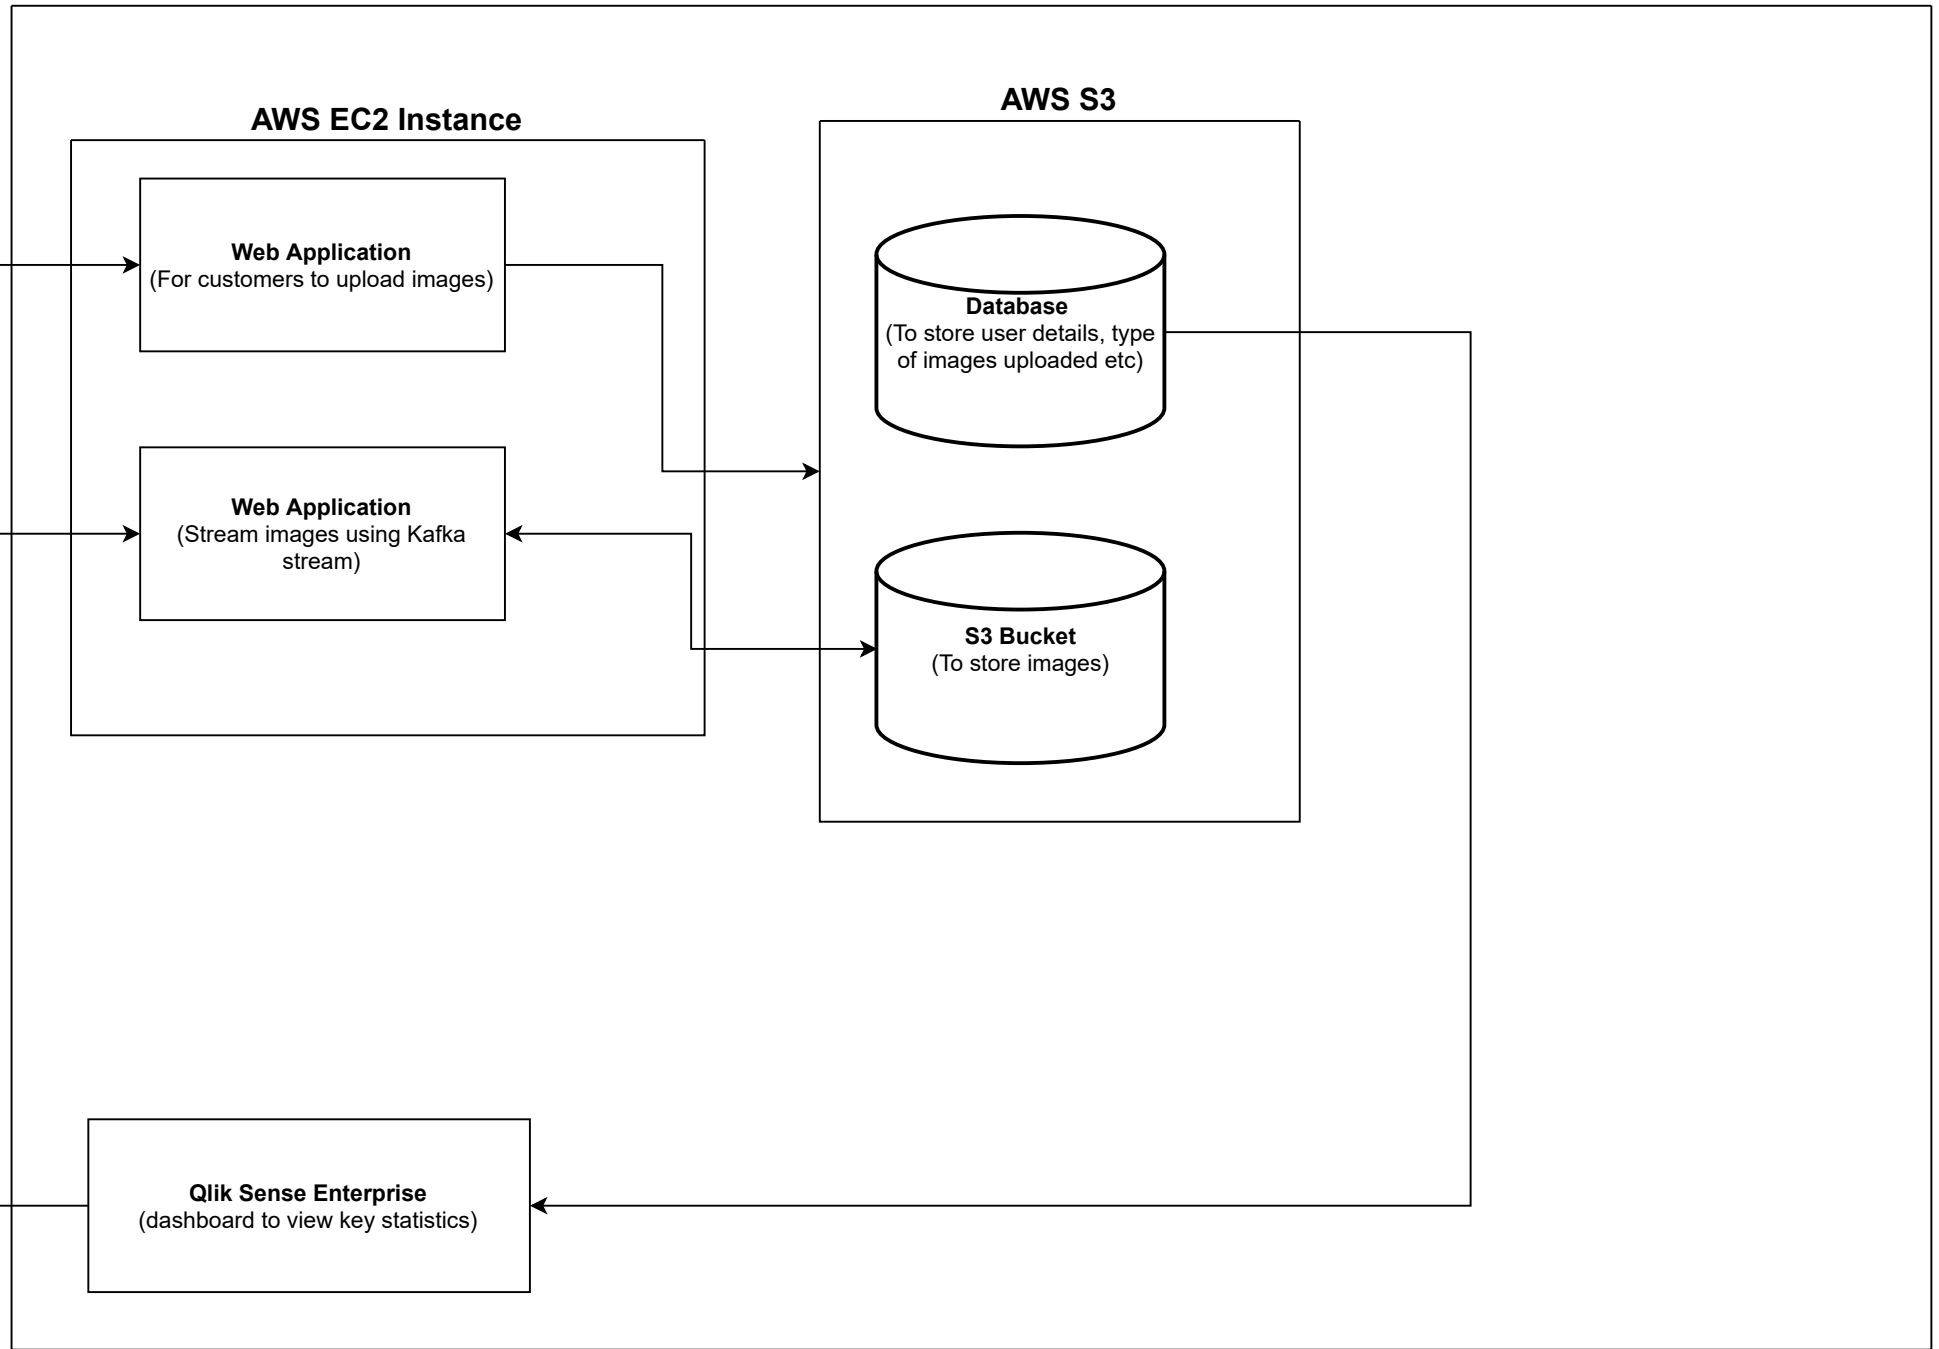 AWS EC2 Instance
AWS S3
Web Application
(For customers to upload images)
Database
(To store user details, type
of images uploaded etc)
Web Application
(Stream images using Kafka
stream)
S3 Bucket
(To store images)
Qlik Sense Enterprise
(dashboard to view key statistics)